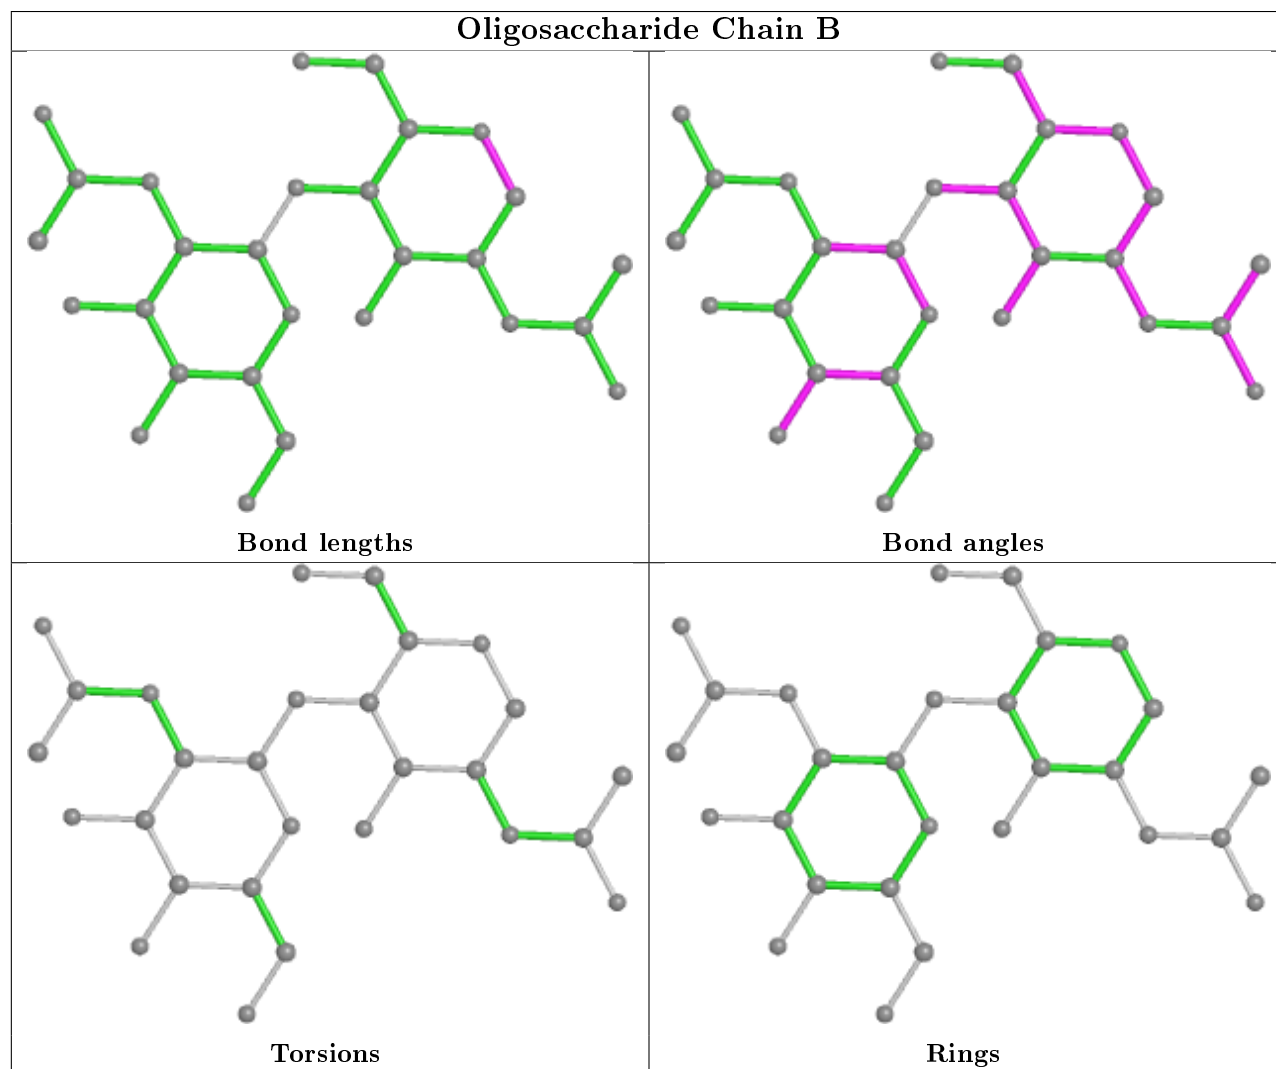 Oligosaccharide Chain B
Bond lengths
Bond angles
Torsions
Rings